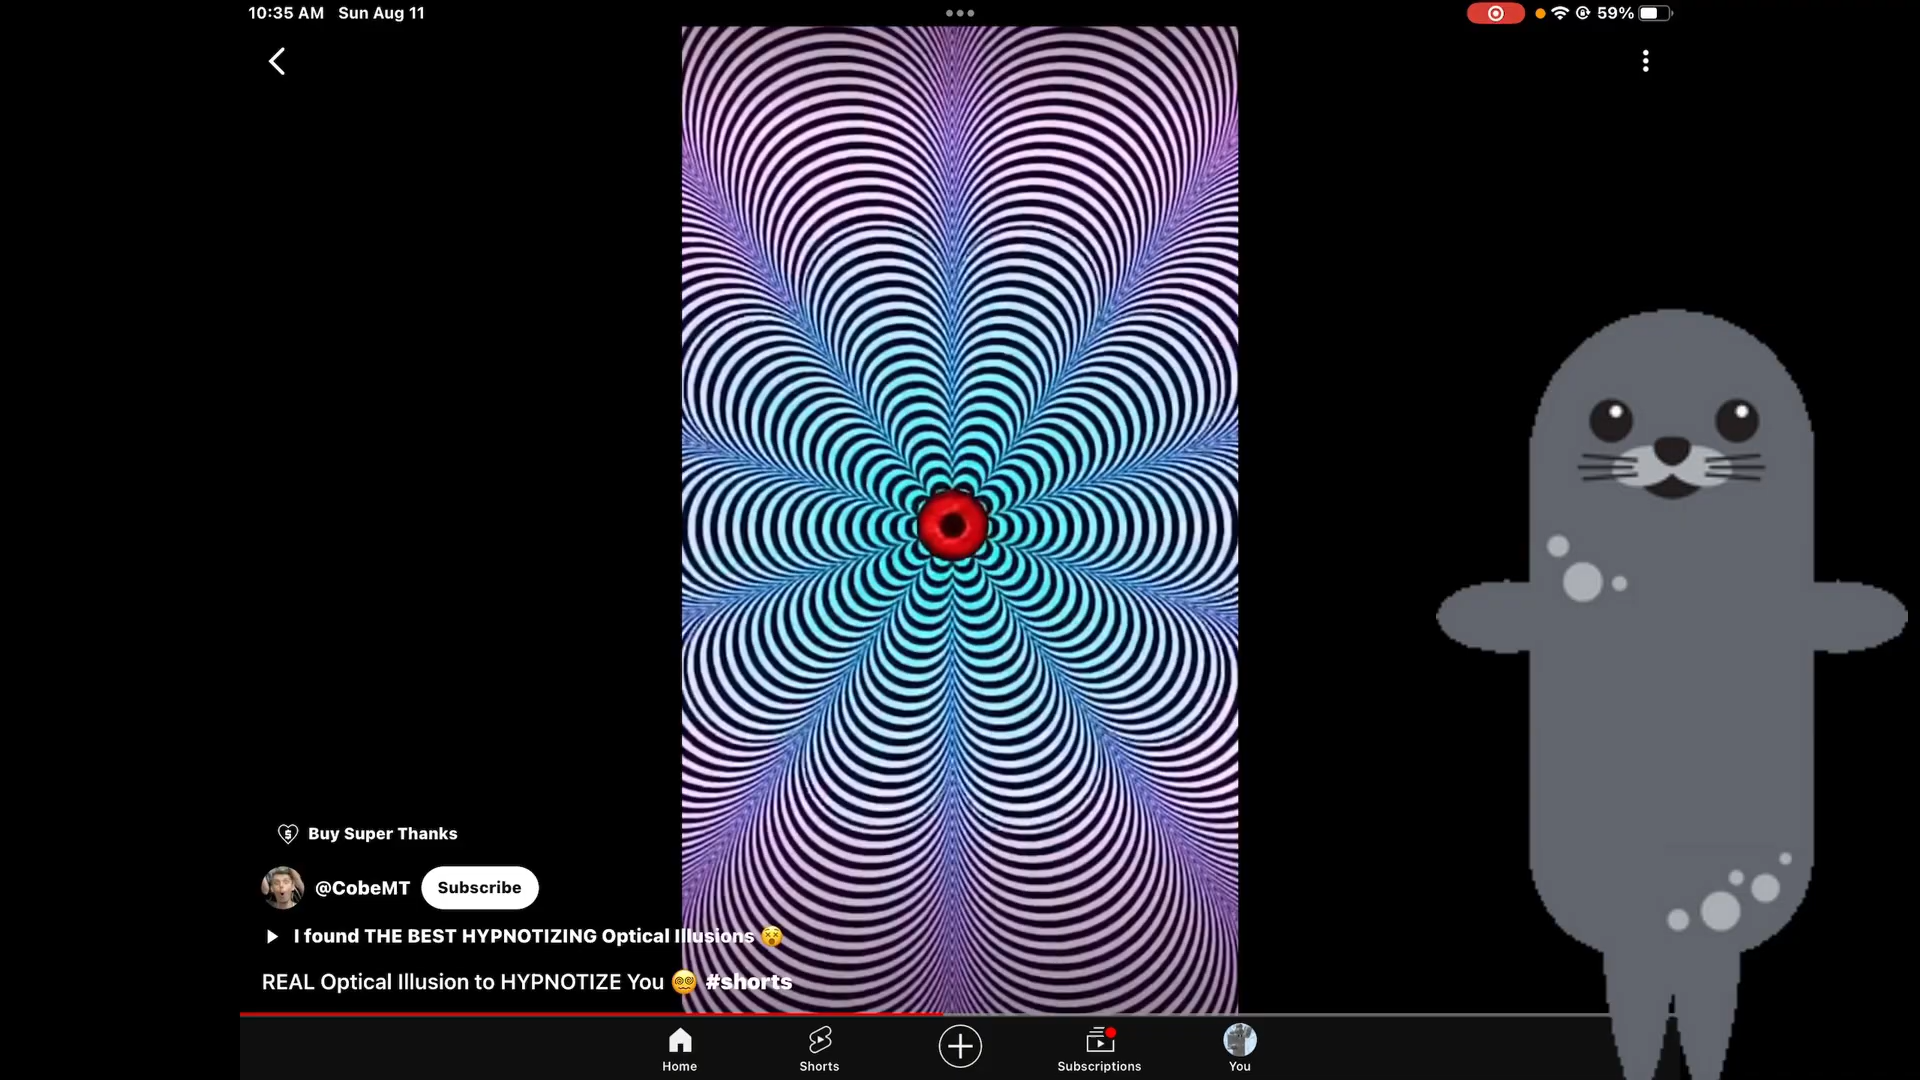 10:35 AM Sun Aug 11
59%
Buy Super Thanks
@CobeMT Subscribe
I found THE BEST HYPNOTIZING Optical Illusions 😵
REAL Optical Illusion to HYPNOTIZE You 😵‍💫 #shorts
Home Shorts Subscriptions You